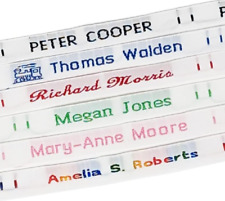 PETER COOPER
Thomas Walden
Richard Morris
Megan Jones
Mary-Anne Moore
Amelia S. Roberts